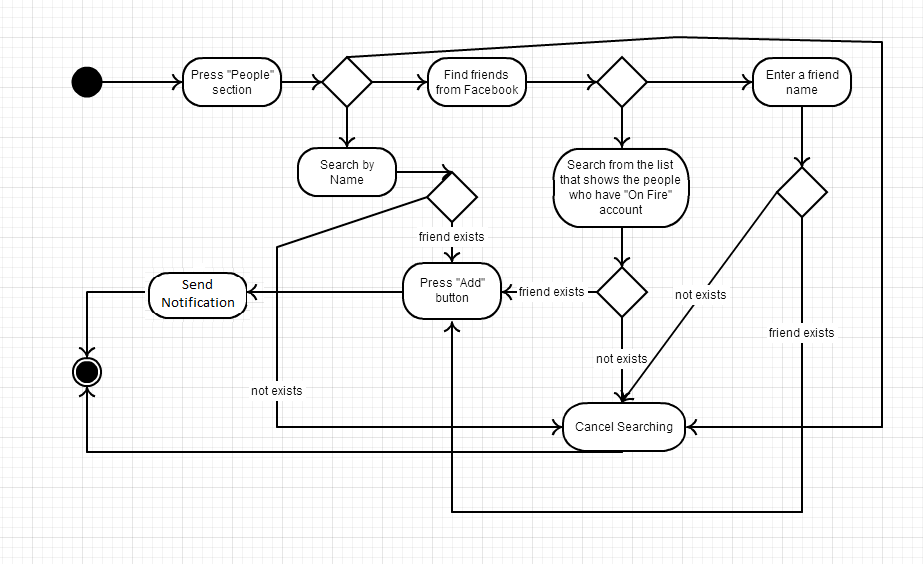 Press "People"
section
Find friends
from Facebook
Enter a friend
name
Search by
Name
Search from the list
that shows the people
who have "On Fire"
account
friend exists
Send
Notification
Press "Add"
button
friend exists
not exists
friend exists
not exists
not exists
Cancel Searching